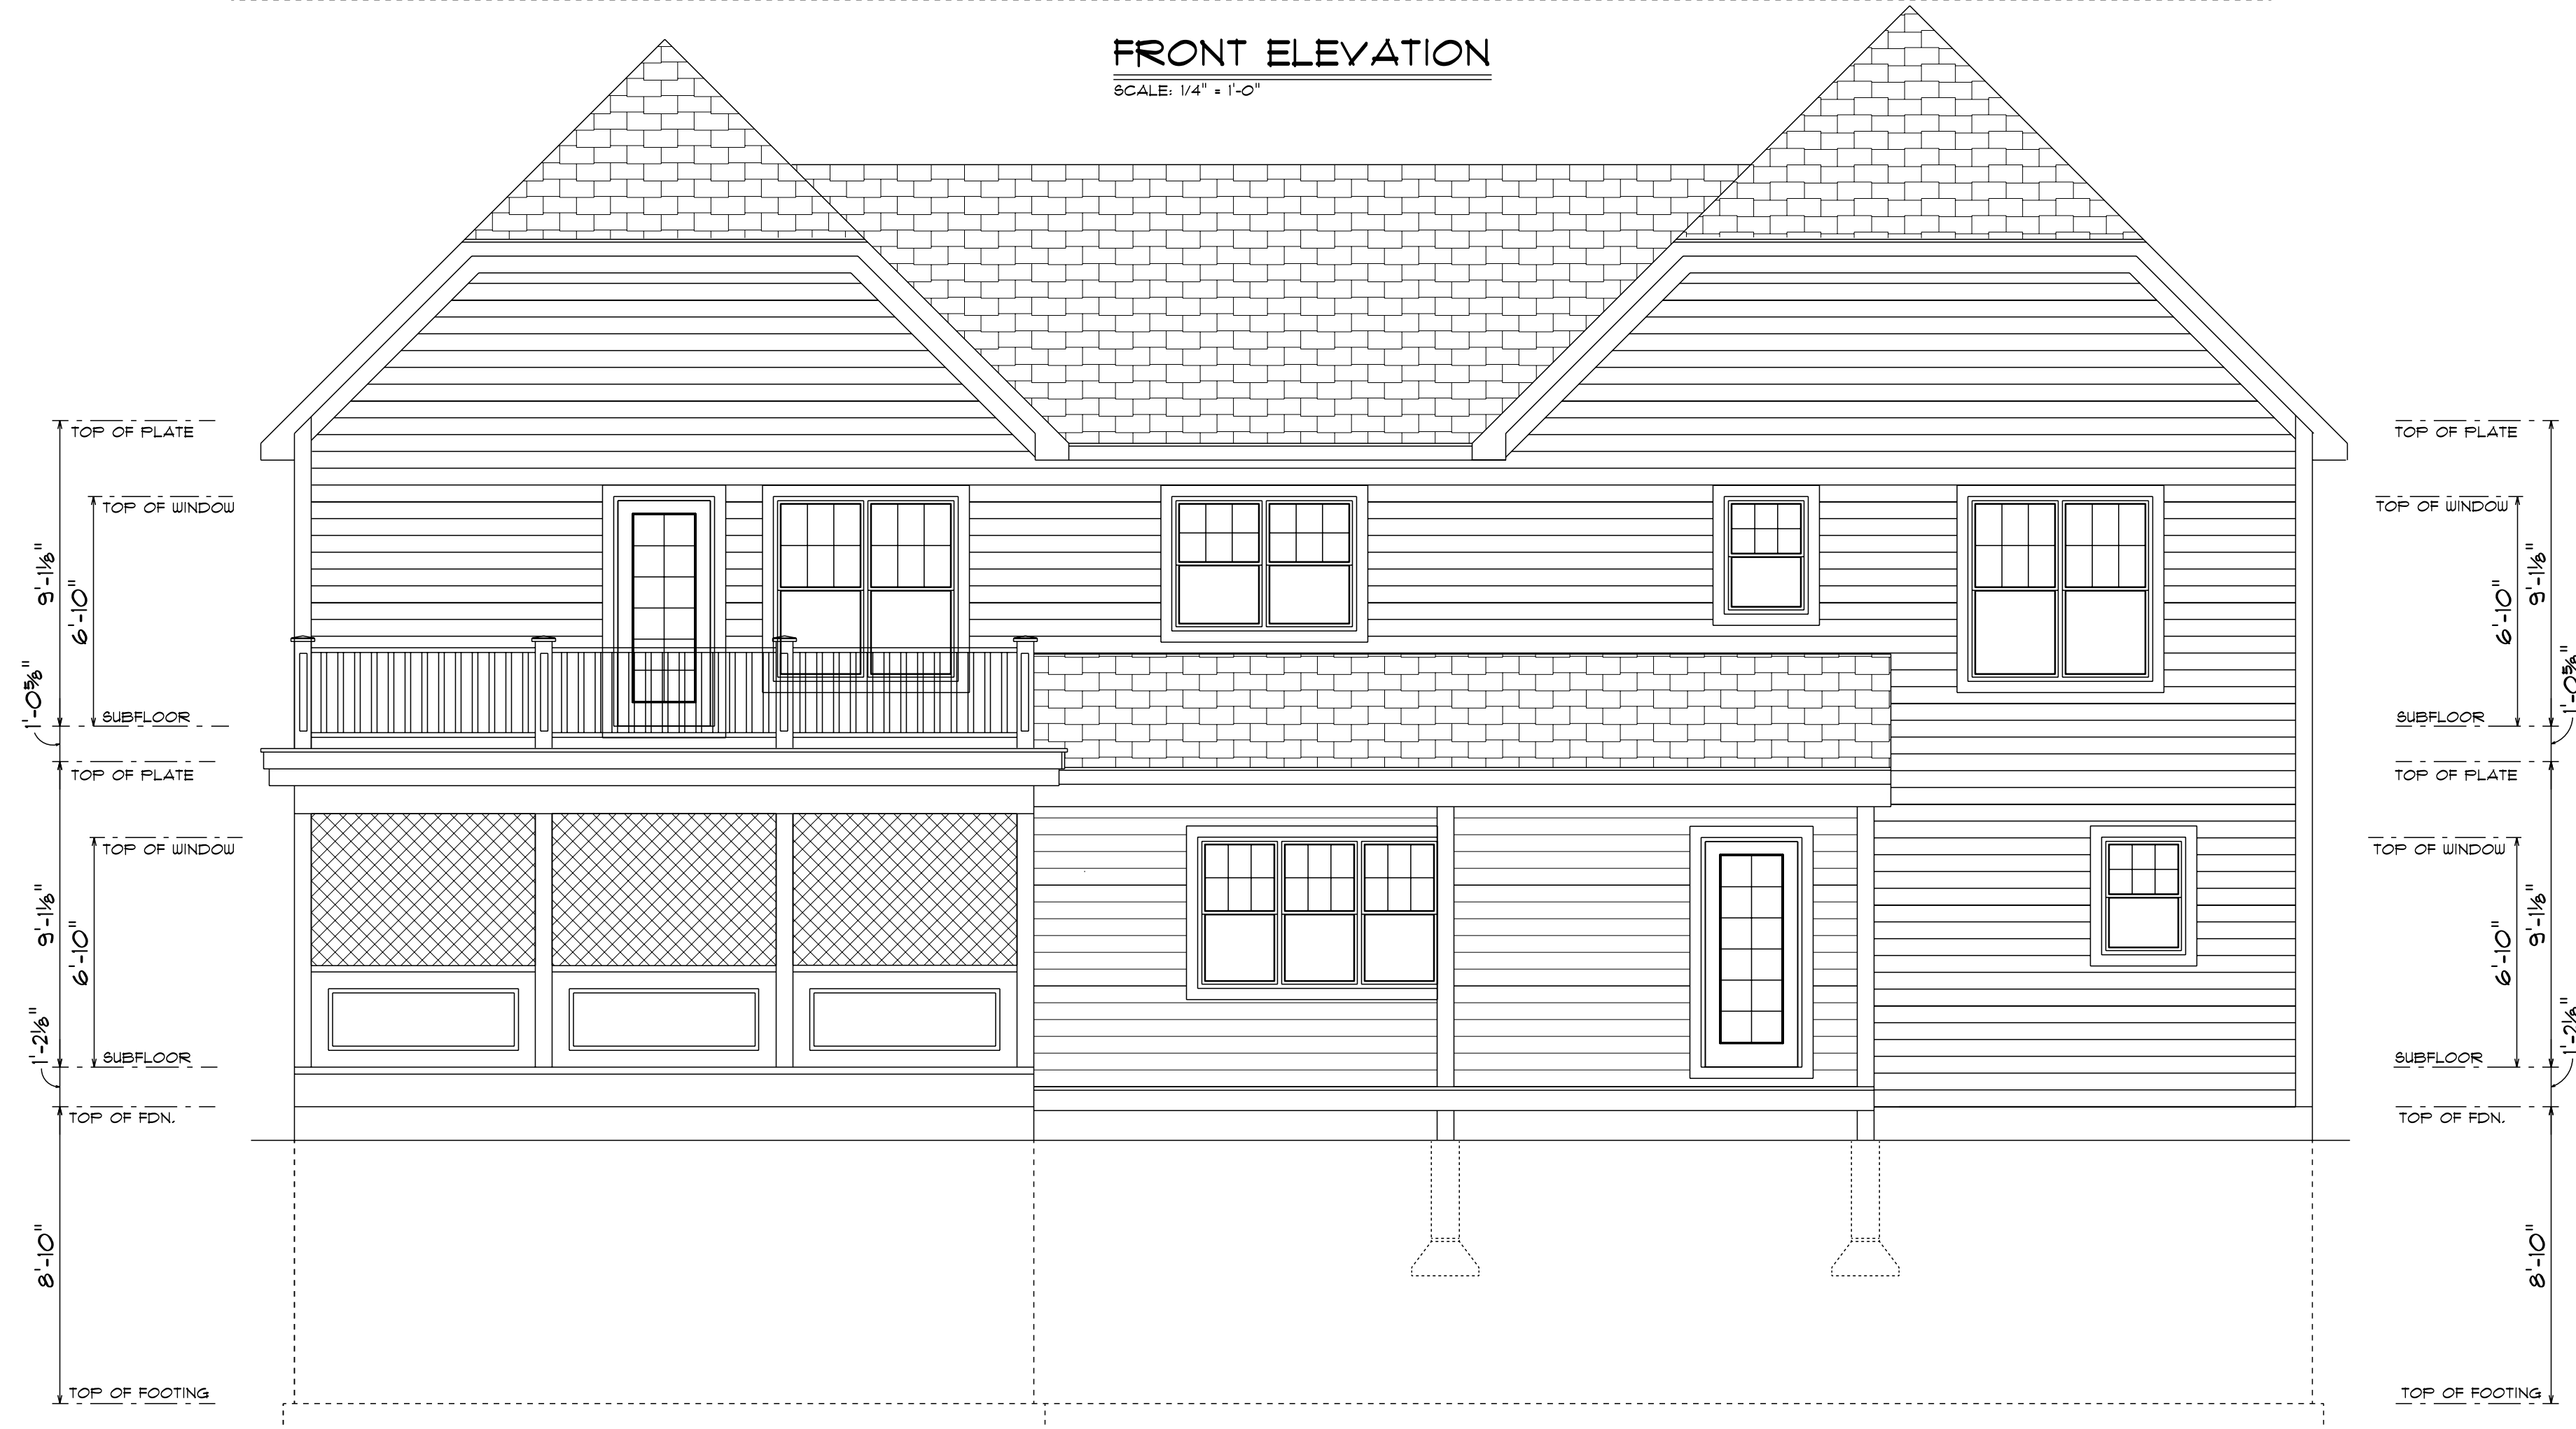 FRONT ELEVATION
SCALE: 1/4" = 1'-0"
TOP OF PLATE
TOP OF PLATE
TOP OF WINDOW
TOP OF WINDOW
9'-1⅛"
6'-10"
6'-10"
9'-1⅛"
1'-0⅝"
1'-0⅝"
SUBFLOOR
SUBFLOOR
TOP OF PLATE
TOP OF PLATE
TOP OF WINDOW
TOP OF WINDOW
9'-1⅛"
6'-10"
6'-10"
9'-1⅛"
1'-2⅛"
1'-2⅛"
SUBFLOOR
SUBFLOOR
TOP OF FDN.
TOP OF FDN.
8'-10"
8'-10"
TOP OF FOOTING
TOP OF FOOTING